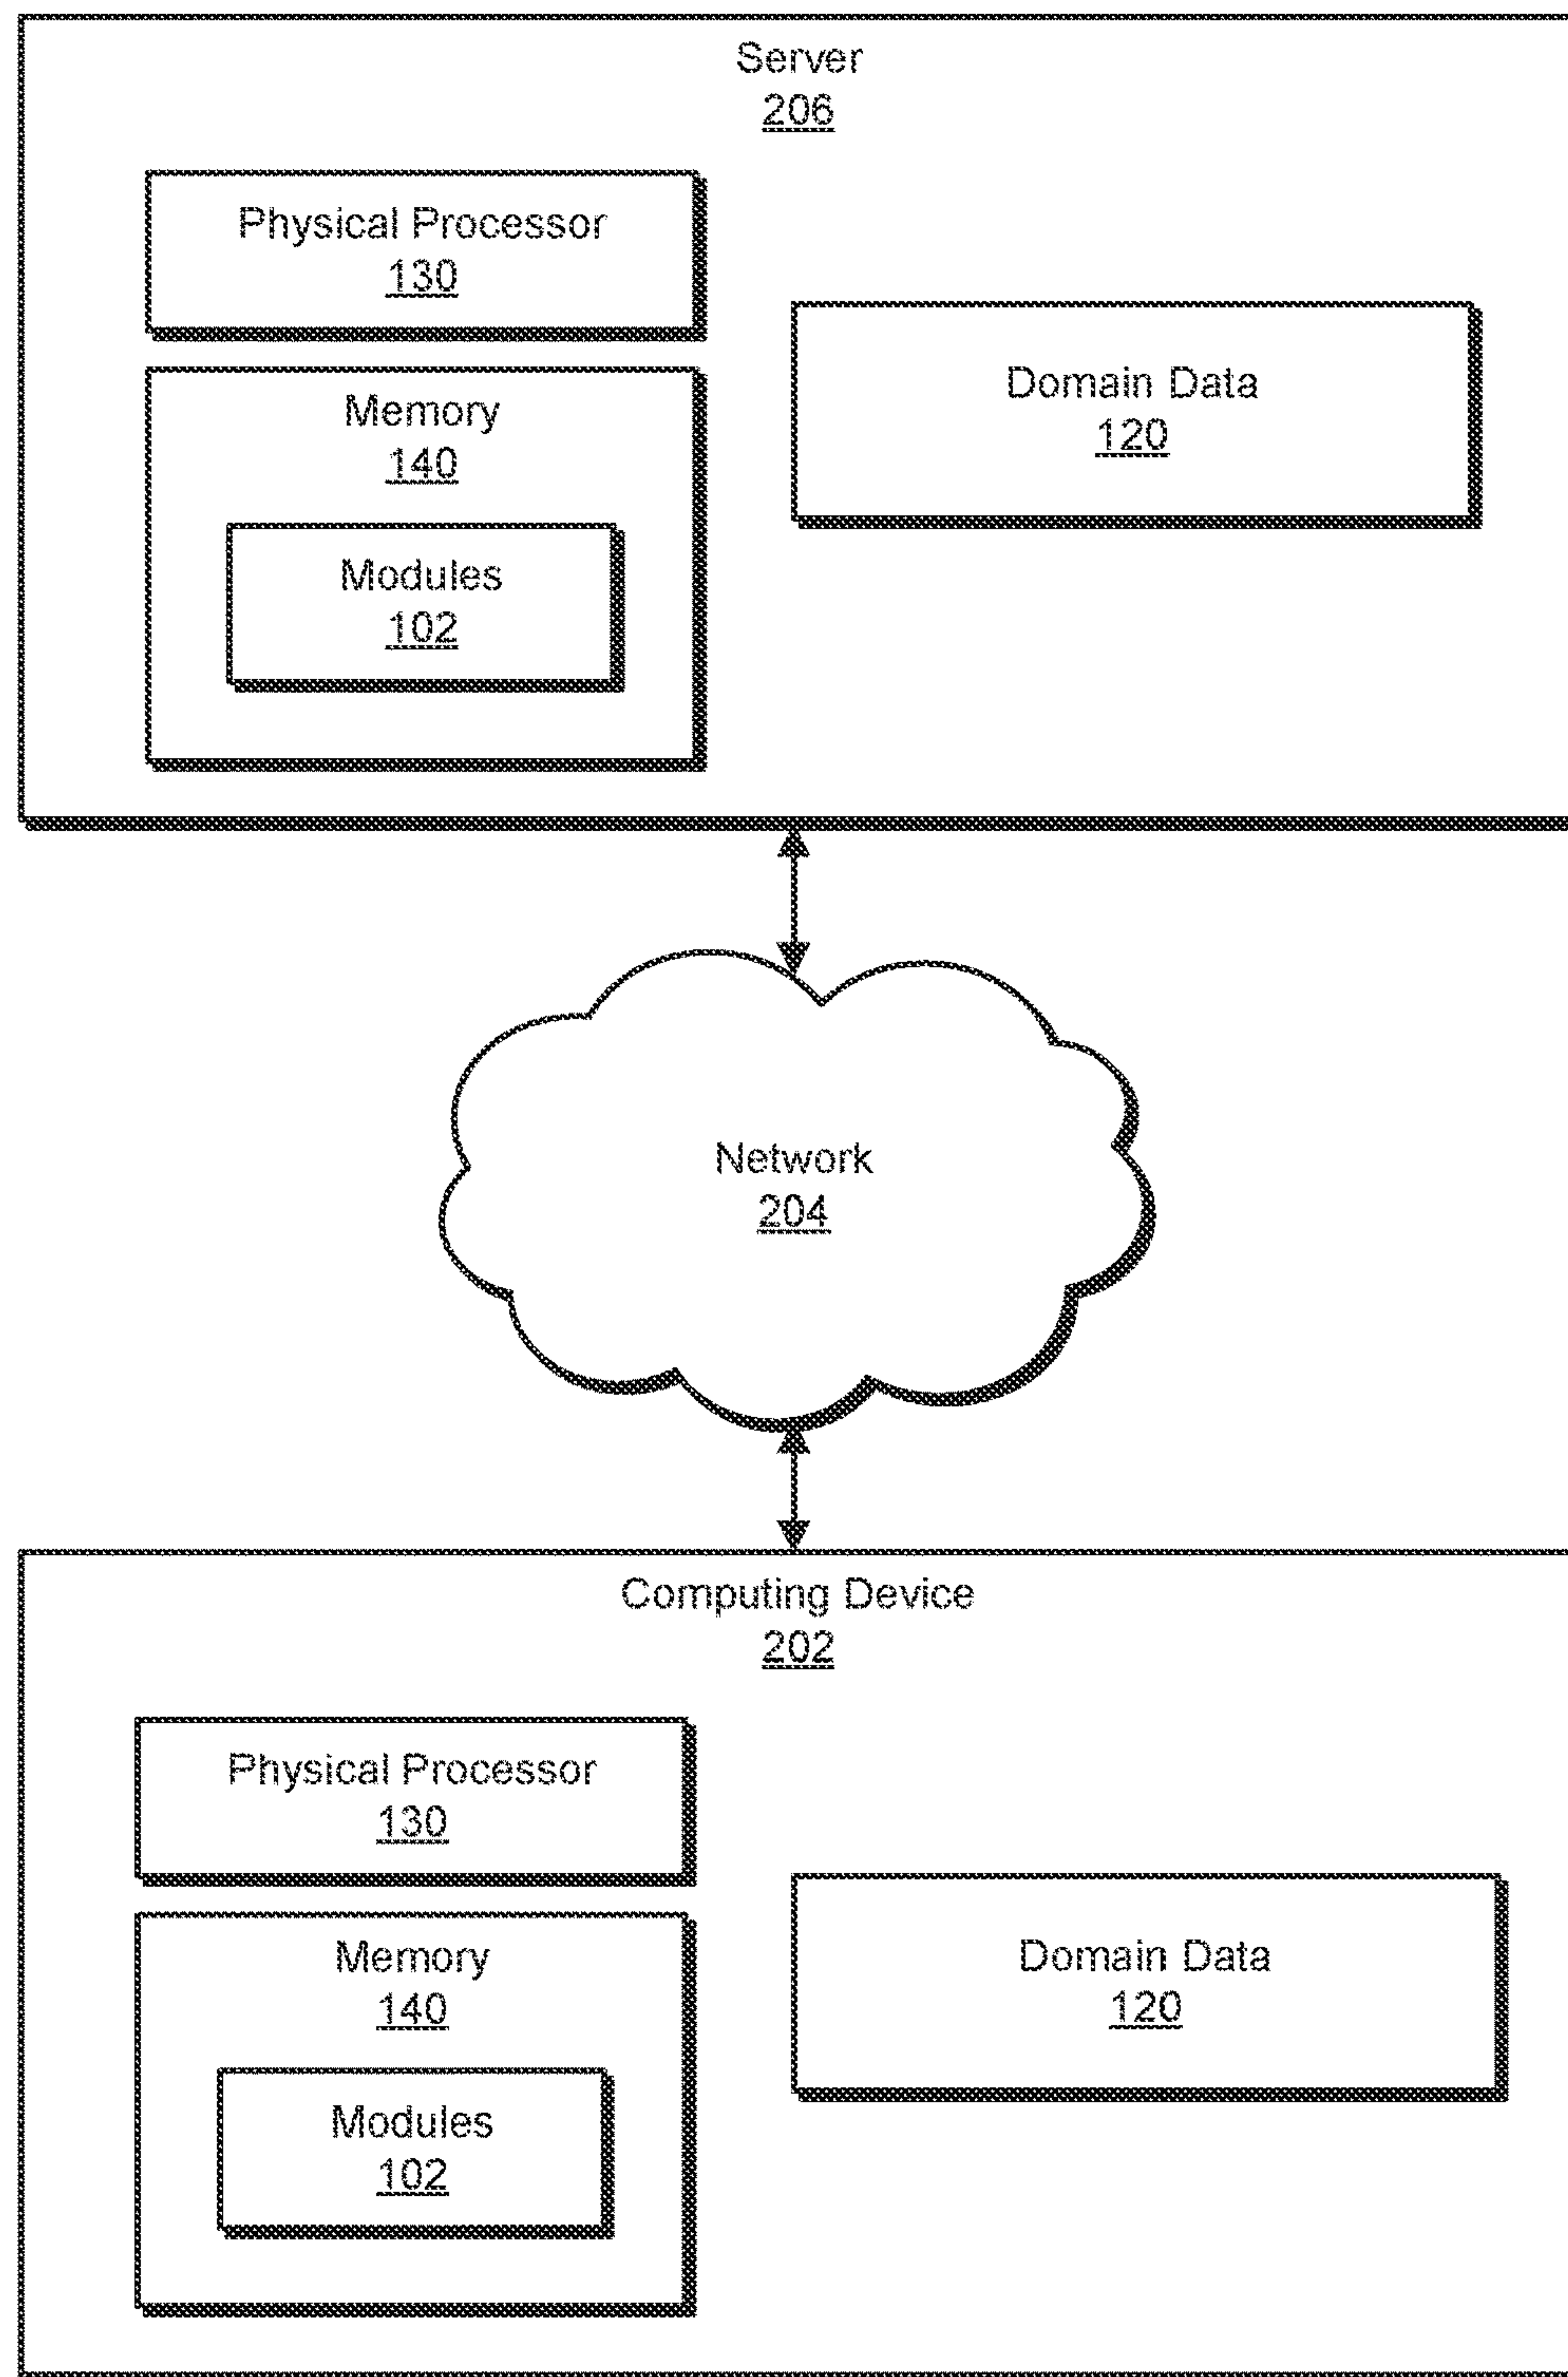 Server
206
Physical Processor
130
Memory
140
Modules
102
Domain Data
120
Network
204
Computing Device
202
Physical Processor
130
Memory
140
Modules
102
Domain Data
120